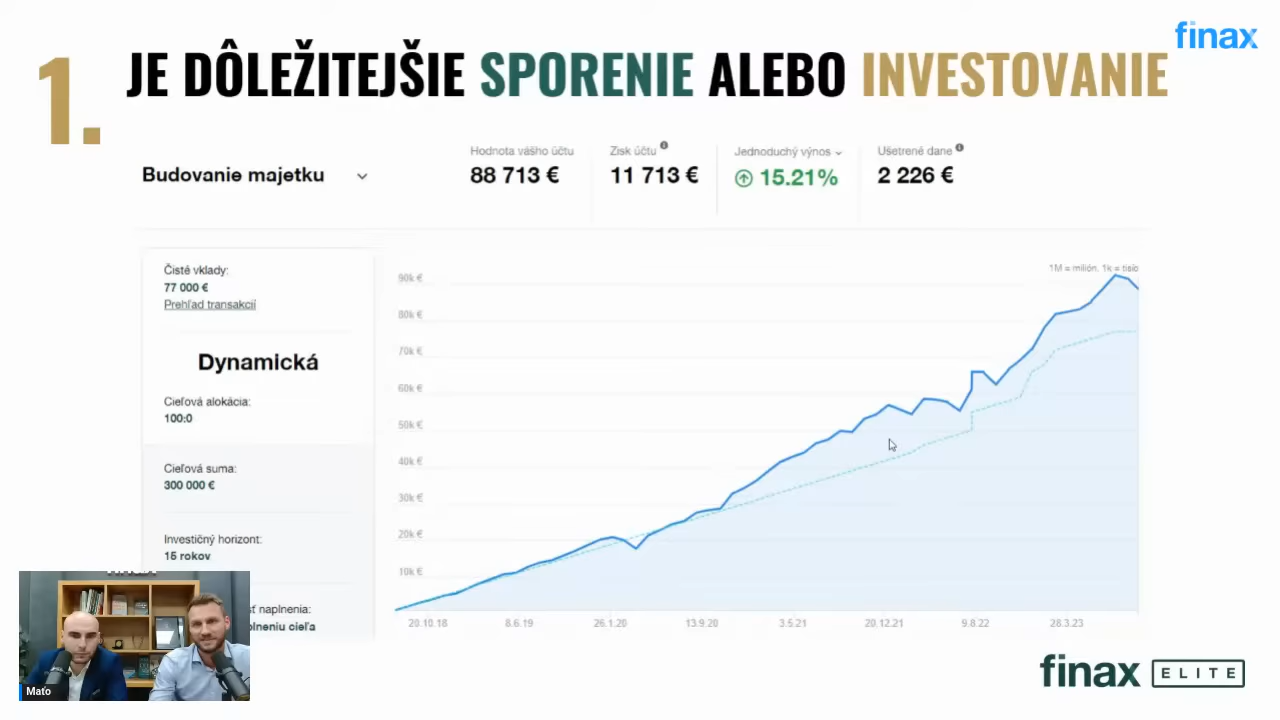 finax
1.
JE DÔLEŽITEJŠIE SPORENIE ALEBO INVESTOVANIE
Budovanie majetku
Hodnota vášho účtu
88 713 €
Zisk účtu
11 713 €
Jednoduchý výnos
15.21%
Ušetrené dane
2 226 €
Čisté vklady:
77 000 €
Prehľad transakcií
Dynamická
Cieľová alokácia:
100:0
Cieľová suma:
300 000 €
Investičný horizont:
15 rokov
sť naplnenia:
plneniu cieľa
1M = milión, 1k = tisíc
90k €
80k €
70k €
60k €
50k €
40k €
30k €
20k €
10k €
20.10.18 8.6.19 26.1.20 13.9.20 3.5.21 20.12.21 9.8.22 28.3.23
Maťo
finax ELITE